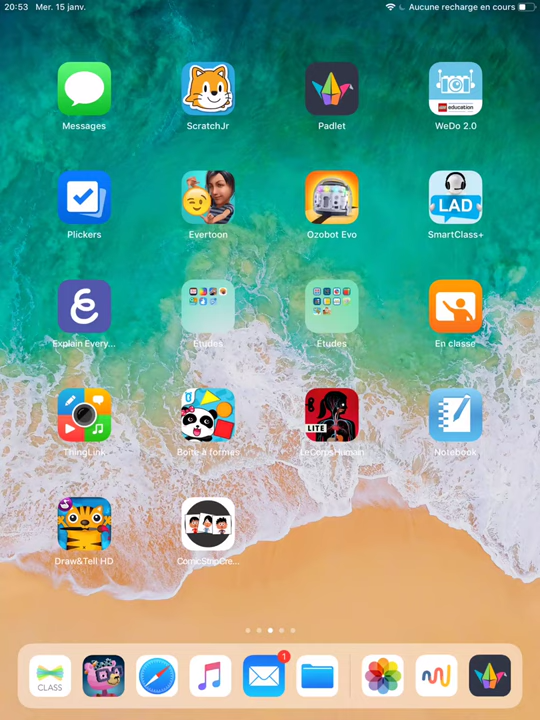 20:53 Mer. 15 janv.
Aucune recharge en cours
Messages
ScratchJr
Padlet
education
WeDo 2.0
Plickers
Evertoon
Ozobot Evo
LAD
SmartClass+
Explain Every...
Études
Études
En classe
ThingLink
Boîte à formes
LITE
LeCorpsHumain
Notebook
Draw&Tell HD
ComicStripCre...
1
CLASS